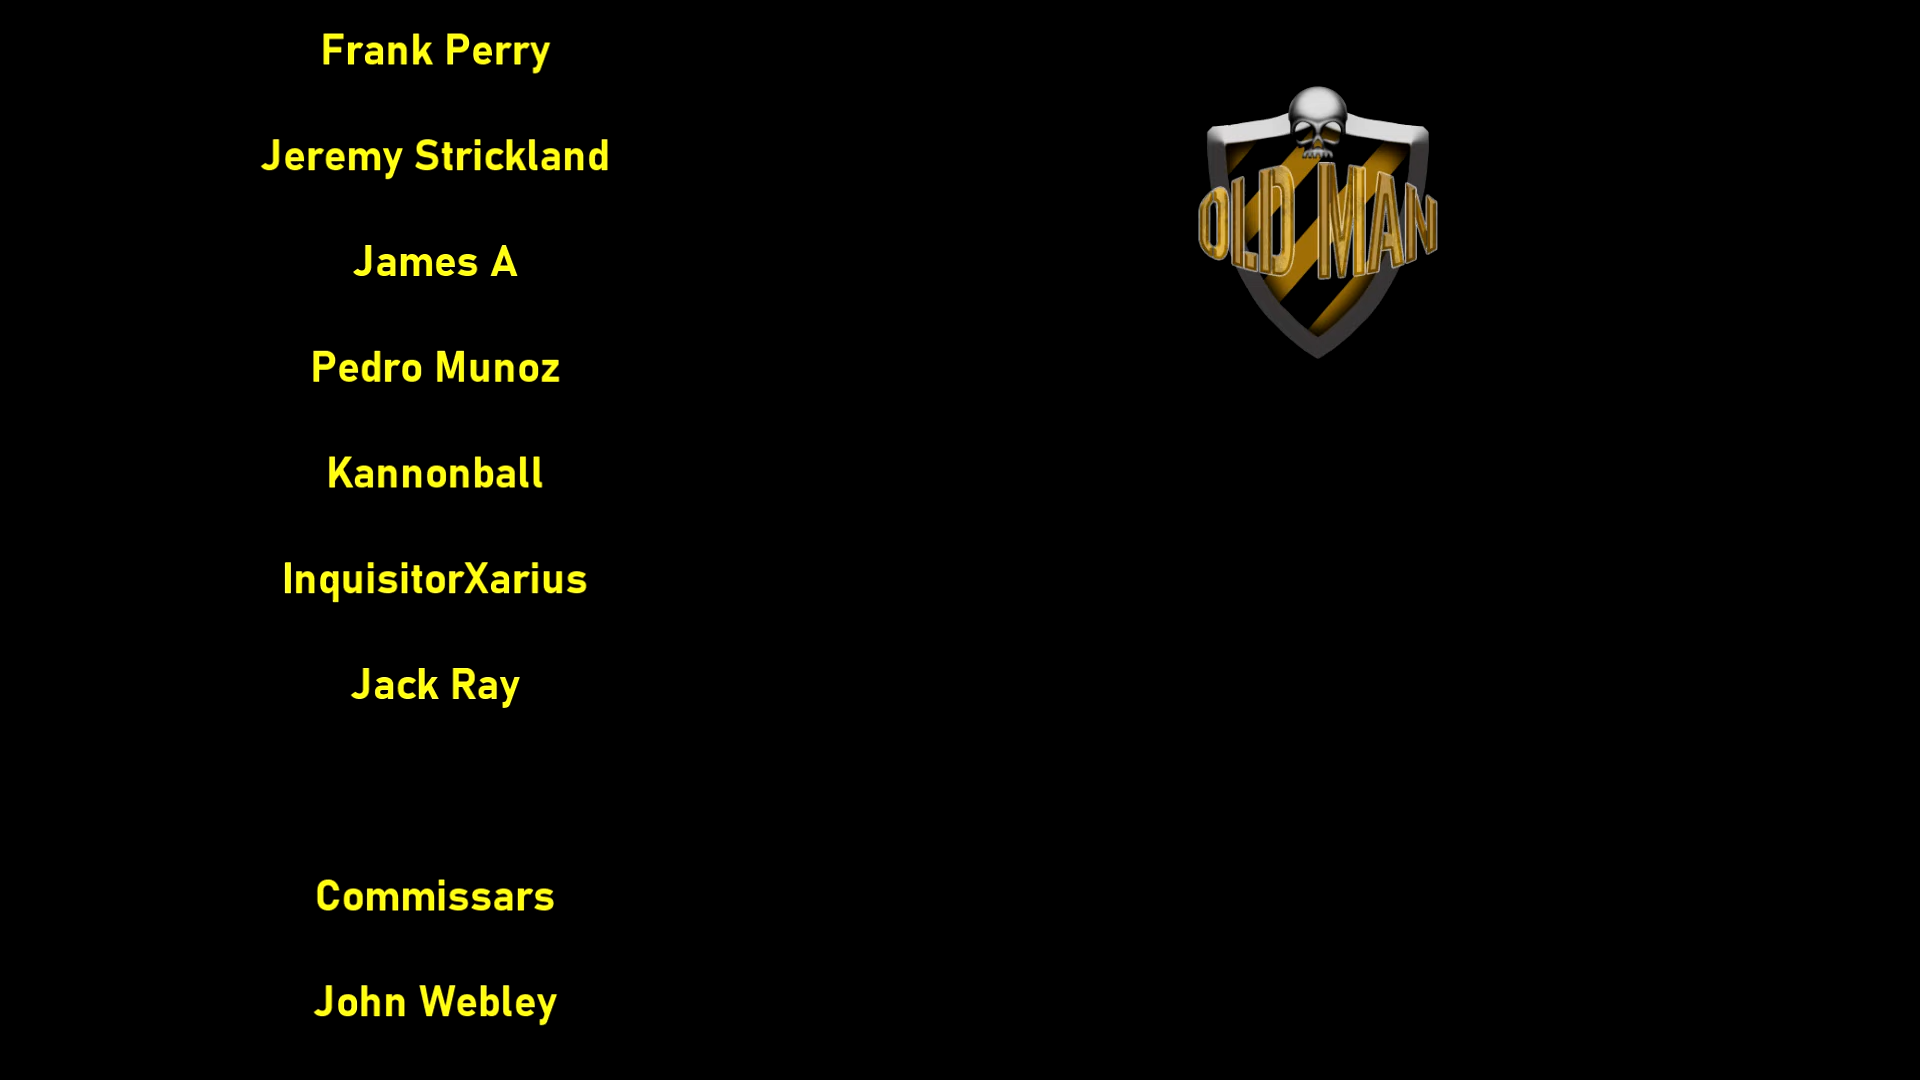 Frank Perry
Jeremy Strickland
James A
Pedro Munoz
Kannonball
InquisitorXarius
Jack Ray
Commissars
John Webley
OLD MAN